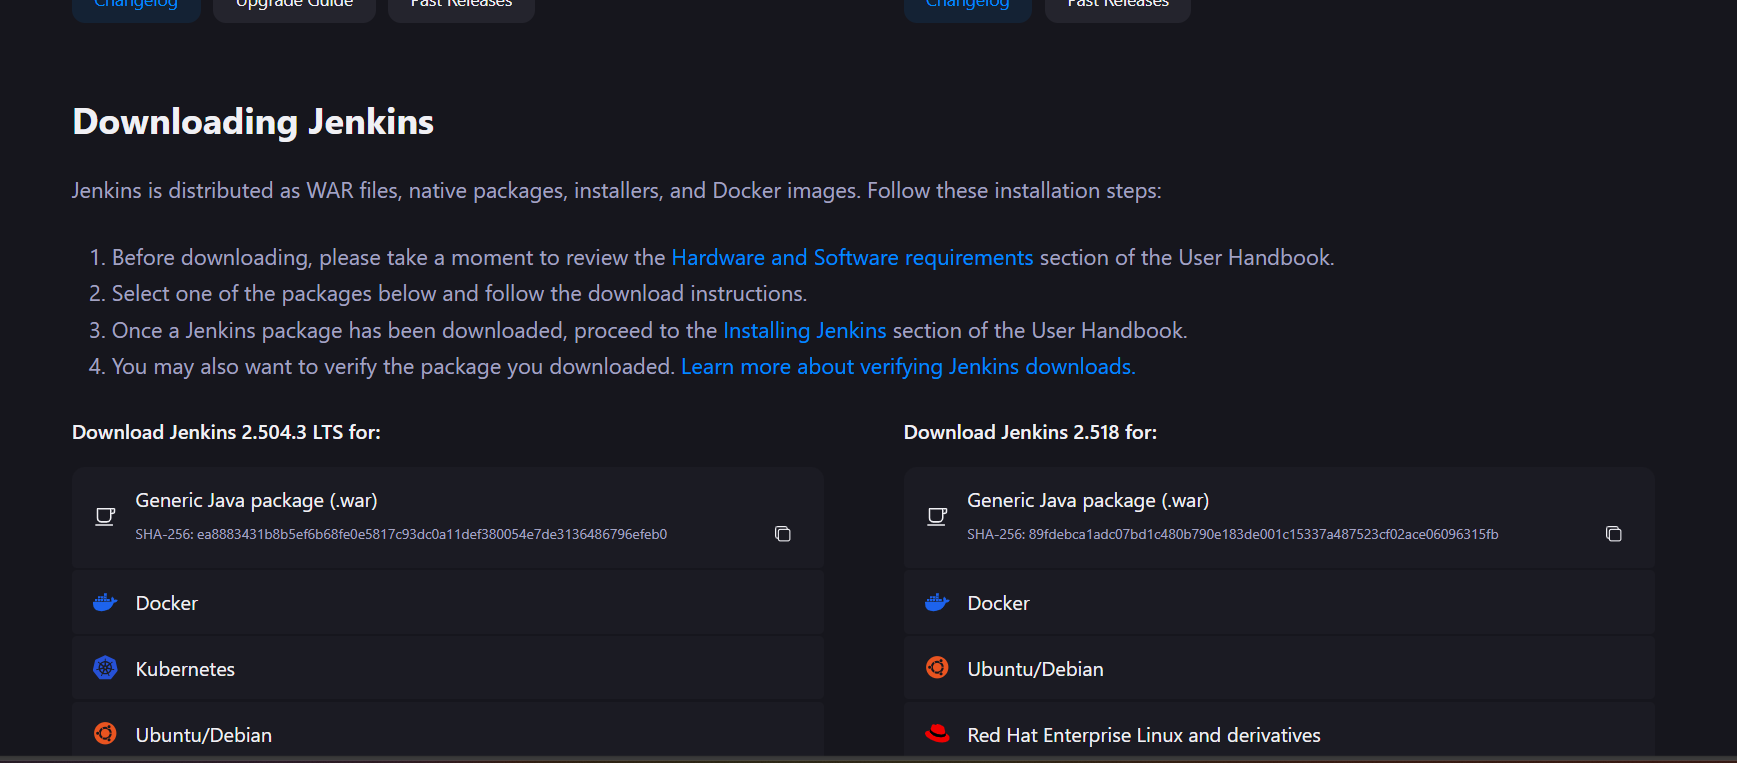 Changelog Upgrade Guide Past Releases
Changelog Past Releases
Downloading Jenkins
Jenkins is distributed as WAR files, native packages, installers, and Docker images. Follow these installation steps:
1. Before downloading, please take a moment to review the Hardware and Software requirements section of the User Handbook.
2. Select one of the packages below and follow the download instructions.
3. Once a Jenkins package has been downloaded, proceed to the Installing Jenkins section of the User Handbook.
4. You may also want to verify the package you downloaded. Learn more about verifying Jenkins downloads.
Download Jenkins 2.504.3 LTS for:
Generic Java package (.war)
SHA-256: ea8883431b8b5ef6b68fe0e5817c93dc0a11def380054e7de3136486796efeb0
Docker
Kubernetes
Ubuntu/Debian
Download Jenkins 2.518 for:
Generic Java package (.war)
SHA-256: 89fdebca1adc07bd1c480b790e183de001c15337a487523cf02ace06096315fb
Docker
Ubuntu/Debian
Red Hat Enterprise Linux and derivatives